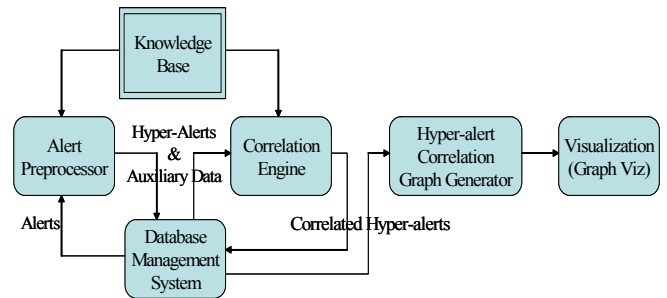 Knowledge
Base
Alert
Preprocessor
Hyper-Alerts
&
Auxiliary Data
Correlation
Engine
Hyper-alert
Correlation
Graph Generator
Visualization
(Graph Viz)
Alerts
Correlated Hyper-alerts
Database
Management
System